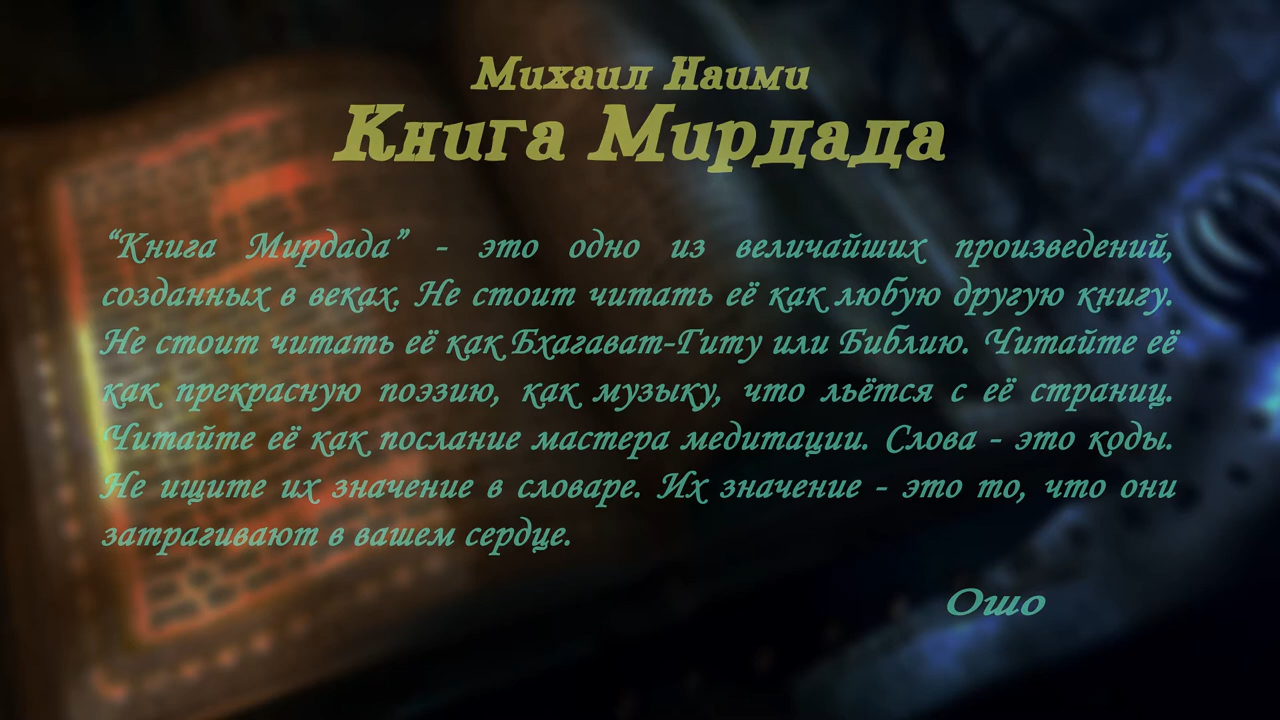 Михаил Наими
Книга Мирдада
“Книга Мирдада” - это одно из величайших произведений,
созданных в веках. Не стоит читать её как любую другую книгу.
Не стоит читать её как Бхагават-Гиту или Библию. Читайте её
как прекрасную поэзию, как музыку, что льётся с её страниц.
Читайте её как послание мастера медитации. Слова - это коды.
Не ищите их значение в словаре. Их значение - это то, что они
затрагивают в вашем сердце.
Ошо